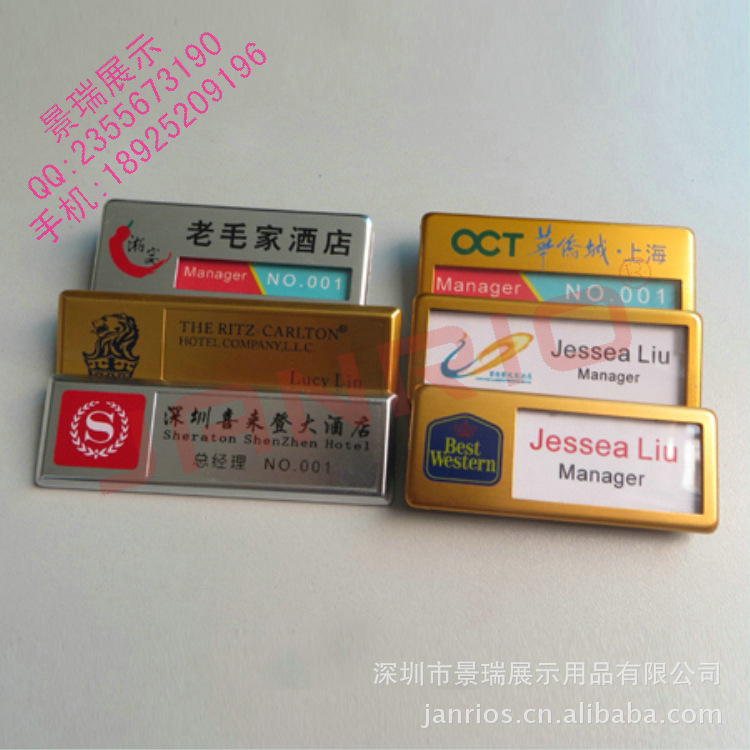 景瑞展示
QQ:2355673190
手机:18925209196
湘客
老毛家酒店
Manager NO.001
THE RITZ-CARLTON®
HOTEL COMPANY,L.L.C.
Lucy Lin
S
深圳喜来登大酒店
Sheraton ShenZhen Hotel
总经理 NO.001
OCT 华侨城·上海
Manager NO.001
Jessea Liu
Manager
Best
Western
Jessea Liu
Manager
JANRIO
深圳市景瑞展示用品有限公司
janrios.cn.alibaba.com